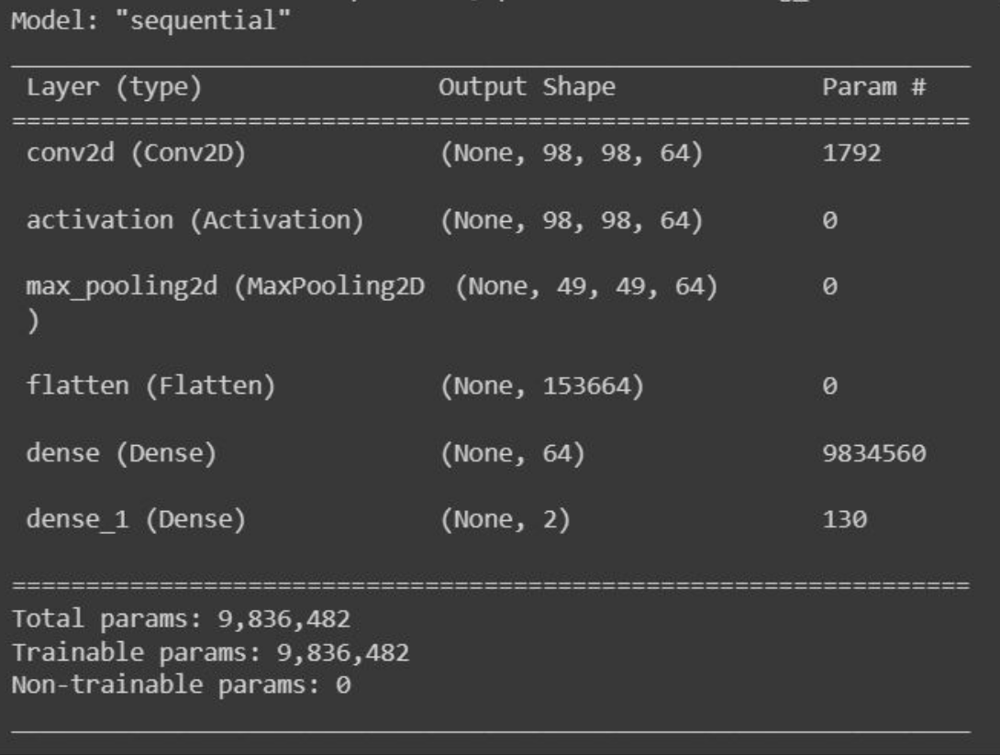 Model: "sequential"
Layer (type) Output Shape Param #
=================================================================
conv2d (Conv2D) (None, 98, 98, 64) 1792
activation (Activation) (None, 98, 98, 64) 0
max_pooling2d (MaxPooling2D (None, 49, 49, 64) 0
)
flatten (Flatten) (None, 153664) 0
dense (Dense) (None, 64) 9834560
dense_1 (Dense) (None, 2) 130
=================================================================
Total params: 9,836,482
Trainable params: 9,836,482
Non-trainable params: 0